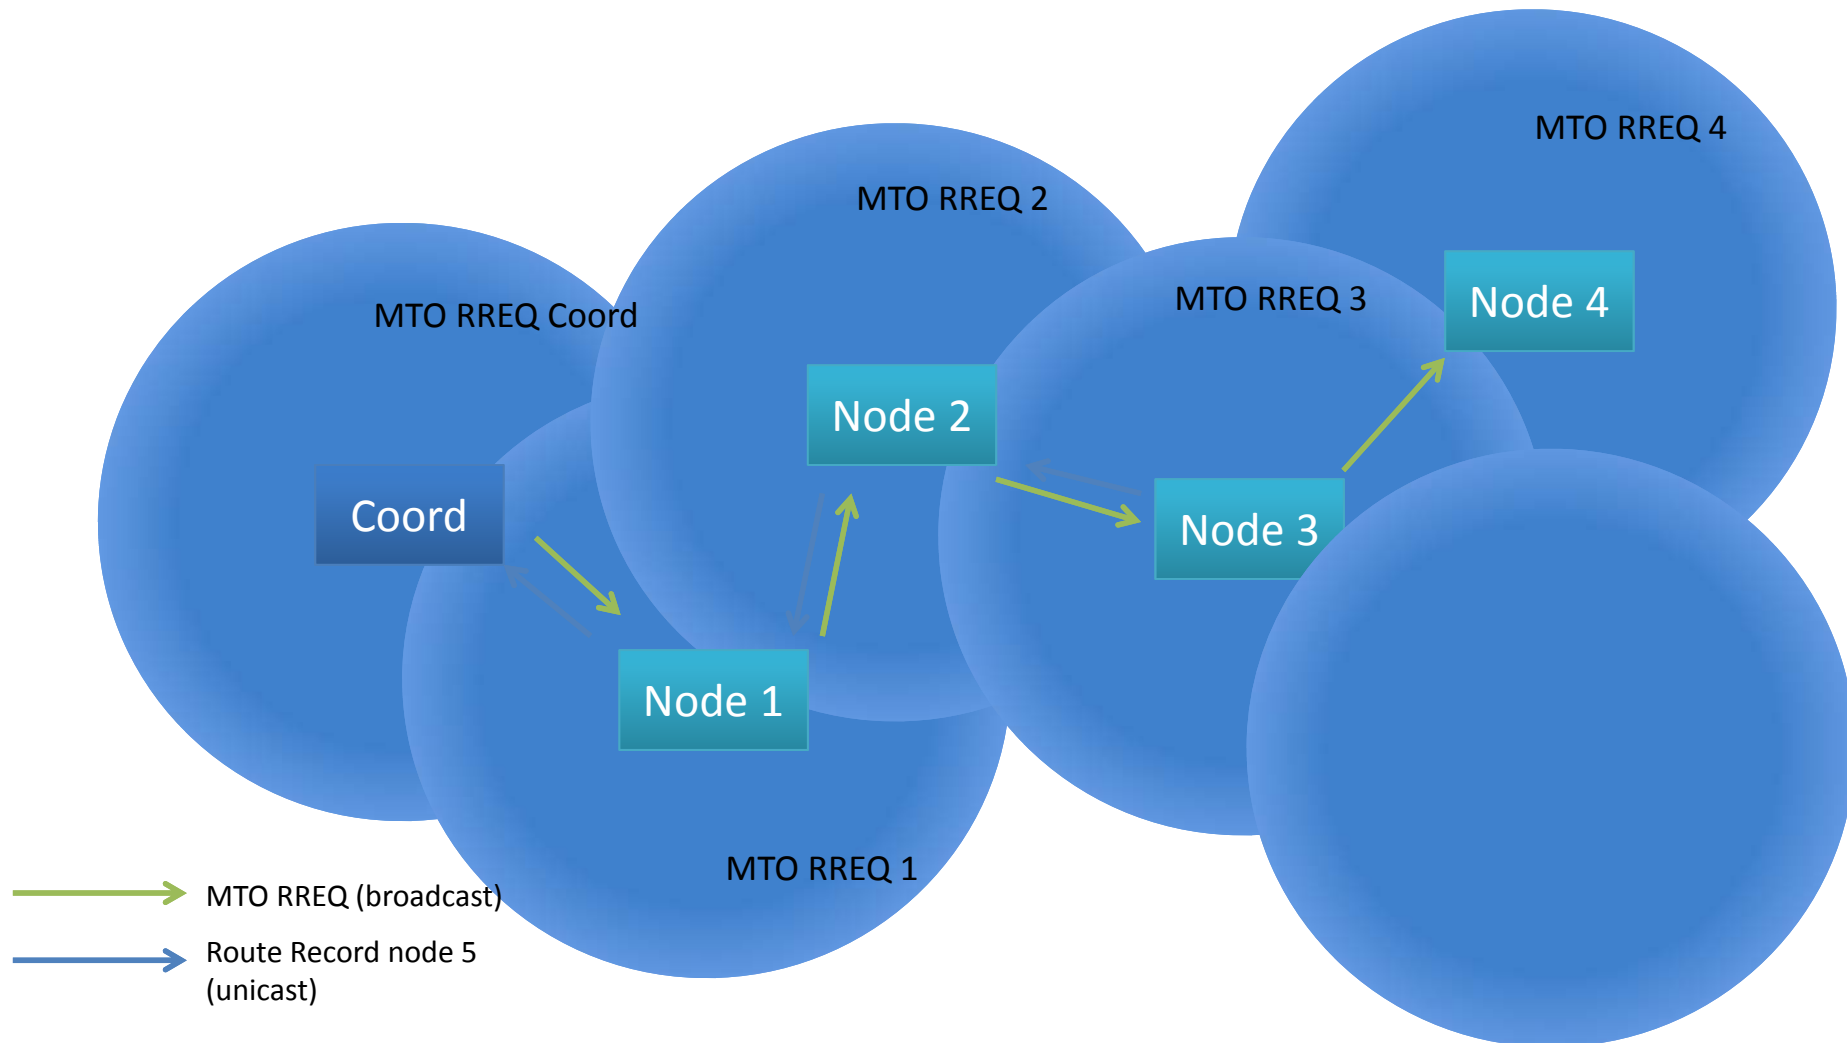 MTO RREQ 4
MTO RREQ 2
MTO RREQ 3
MTO RREQ Coord
Node 4
Node 2
Coord
Node 3
Node 1
MTO RREQ 1
MTO RREQ (broadcast)
Route Record node 5
(unicast)